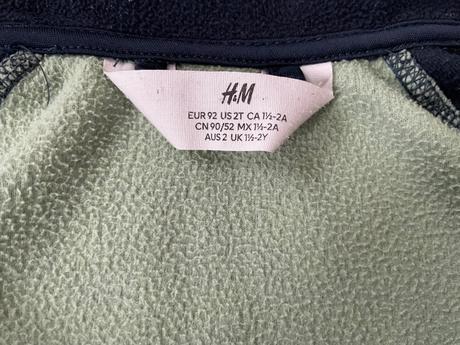 H&M
EUR 92 US 2T CA 1½-2A
CN 90/52 MX 1½-2A
AUS 2 UK 1½-2Y